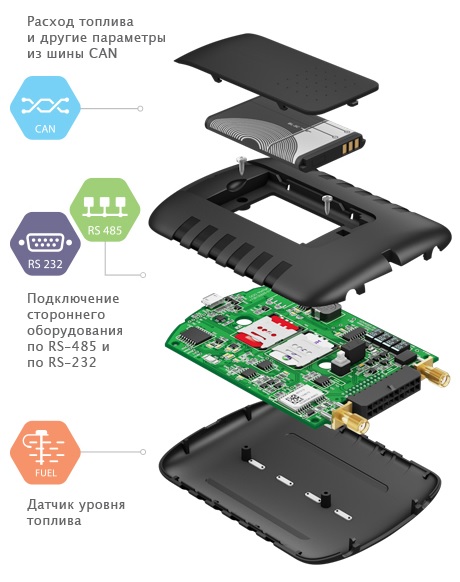 Расход топлива
и другие параметры
из шины CAN
CAN
RS 485
RS 232
Подключение
стороннего
оборудования
по RS-485 и
по RS-232
FUEL
Датчик уровня
топлива